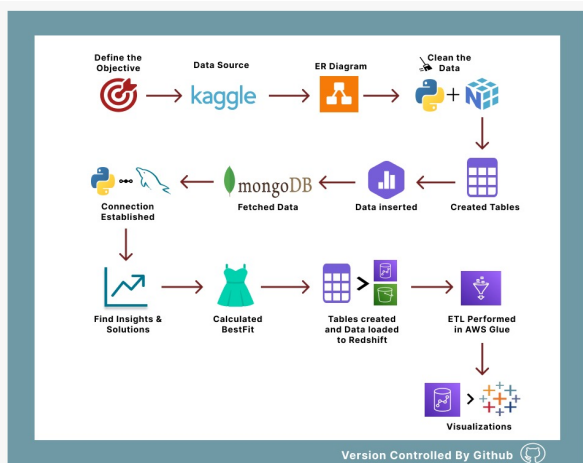 Define the
Objective
Data Source
ER Diagram
Clean the
Data
kaggle
+
mongoDB
Connection
Established
Fetched Data
Data inserted
Created Tables
>
Find Insights &
Solutions
Calculated
BestFit
Tables created
and Data loaded
to Redshift
ETL Performed
in AWS Glue
>
Visualizations
Version Controlled By Github